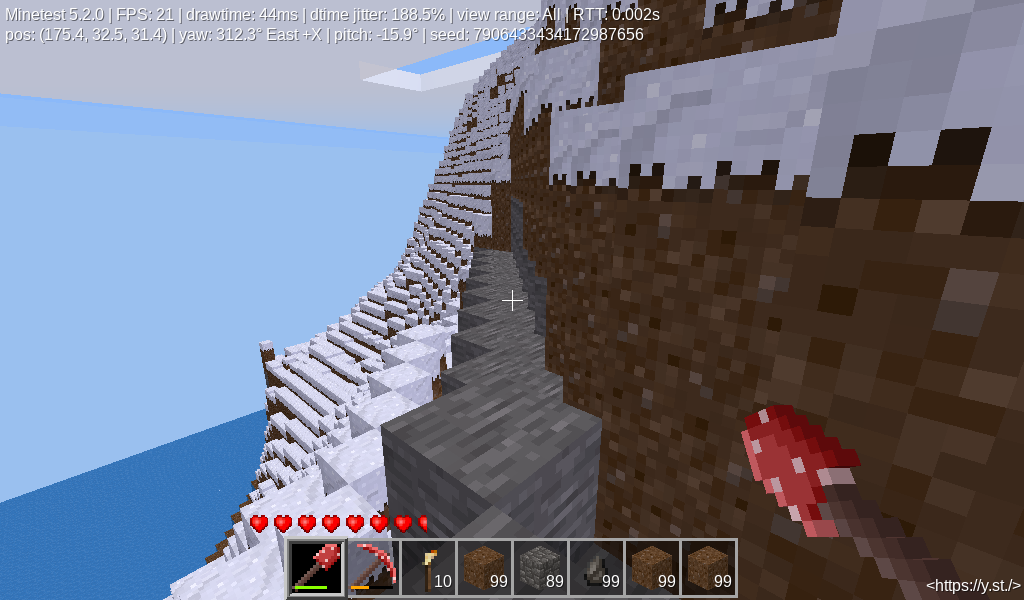 Minetest 5.2.0 | FPS: 21 | drawtime: 44ms | dtime jitter: 188.5% | view range: All | RTT: 0.002s
pos: (175.4, 32.5, 31.4) | yaw: 312.3° East +X | pitch: -15.9° | seed: 7906433434172987656
10 99 89 99 99 99
<https://y.st./>